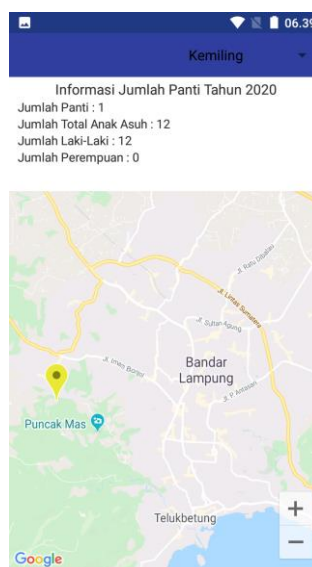 06.39
Kemiling
Informasi Jumlah Panti Tahun 2020
Jumlah Panti : 1
Jumlah Total Anak Asuh : 12
Jumlah Laki-Laki : 12
Jumlah Perempuan : 0
Jl. Ratu Dibalau
Jl. Lintas Sumatera
Jl. Sultan Agung
Jl. Imam Bonjol
Bandar
Lampung
Jl. P. Antasari
Puncak Mas
Telukbetung
+
−
Google